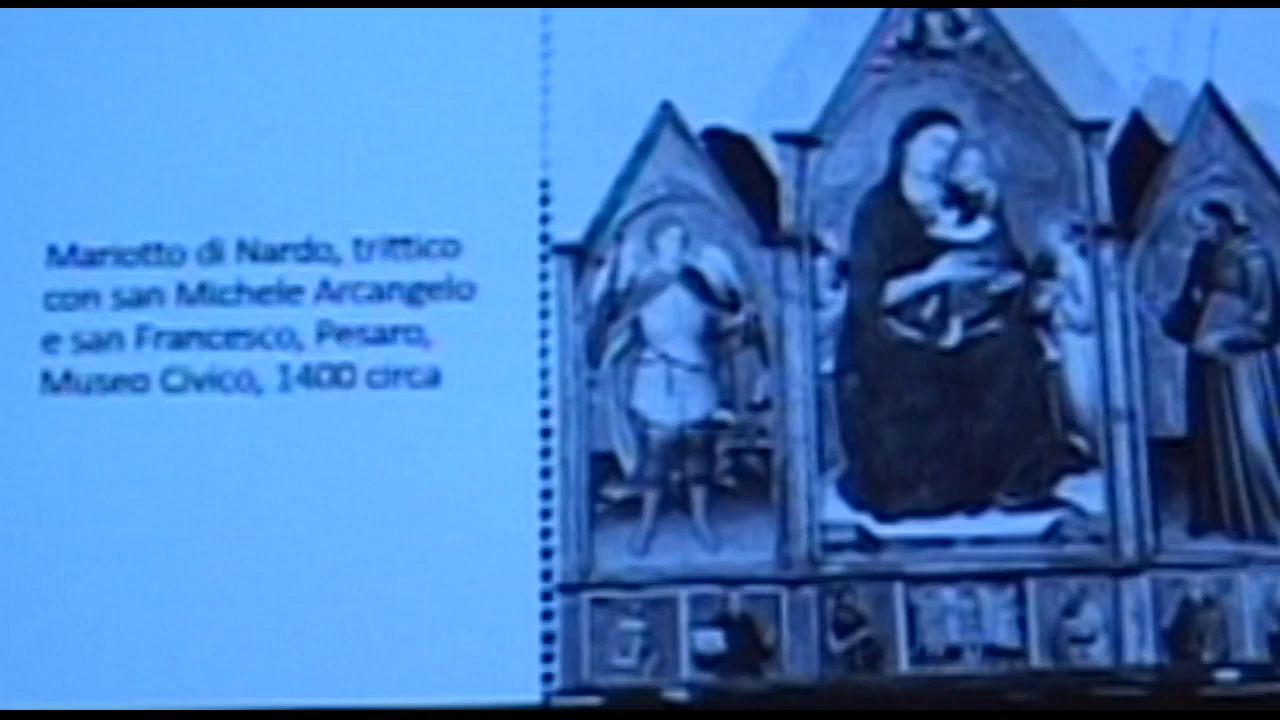 Mariotto di Nardo, trittico
con san Michele Arcangelo
e san Francesco, Pesaro,
Museo Civico, 1400 circa